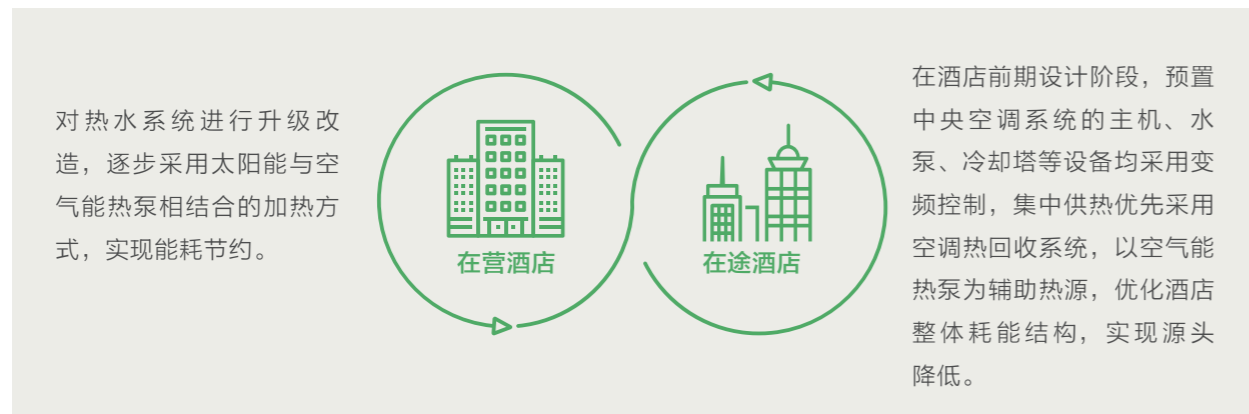 对热水系统进行升级改
造，逐步采用太阳能与空
气能热泵相结合的加热方
式，实现能耗节约。
在营酒店
在途酒店
在酒店前期设计阶段，预置
中央空调系统的主机、水
泵、冷却塔等设备均采用变
频控制，集中供热优先采用
空调热回收系统，以空气能
热泵为辅助热源，优化酒店
整体耗能结构，实现源头
降低。